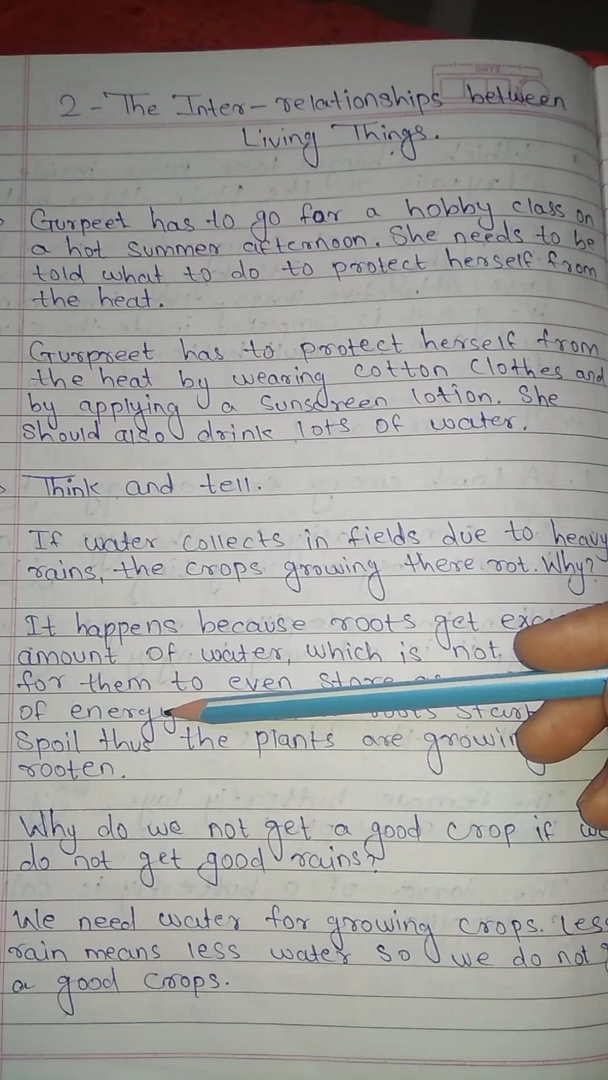 DATE
2 - The Inter-relationships between
Living Things.
Gurpeet has to go for a hobby class on
a hot summer afternoon. She needs to be
told what to do to protect herself from
the heat.
Gurpreet has to protect herself from
the heat by wearing cotton clothes and
by applying a sunscreen lotion. She
should also drink lots of water.
Think and tell.
If water collects in fields due to heavy
rains, the crops growing there rot. Why?
It happens because roots get
amount of water, which is not
for them to even store
of energy roots start
spoil thus the plants are
rooten.
Why do we not get a good crop if we
do not get good rains?
We need water for growing crops. Less
rain means less water so we do not
a good crops.